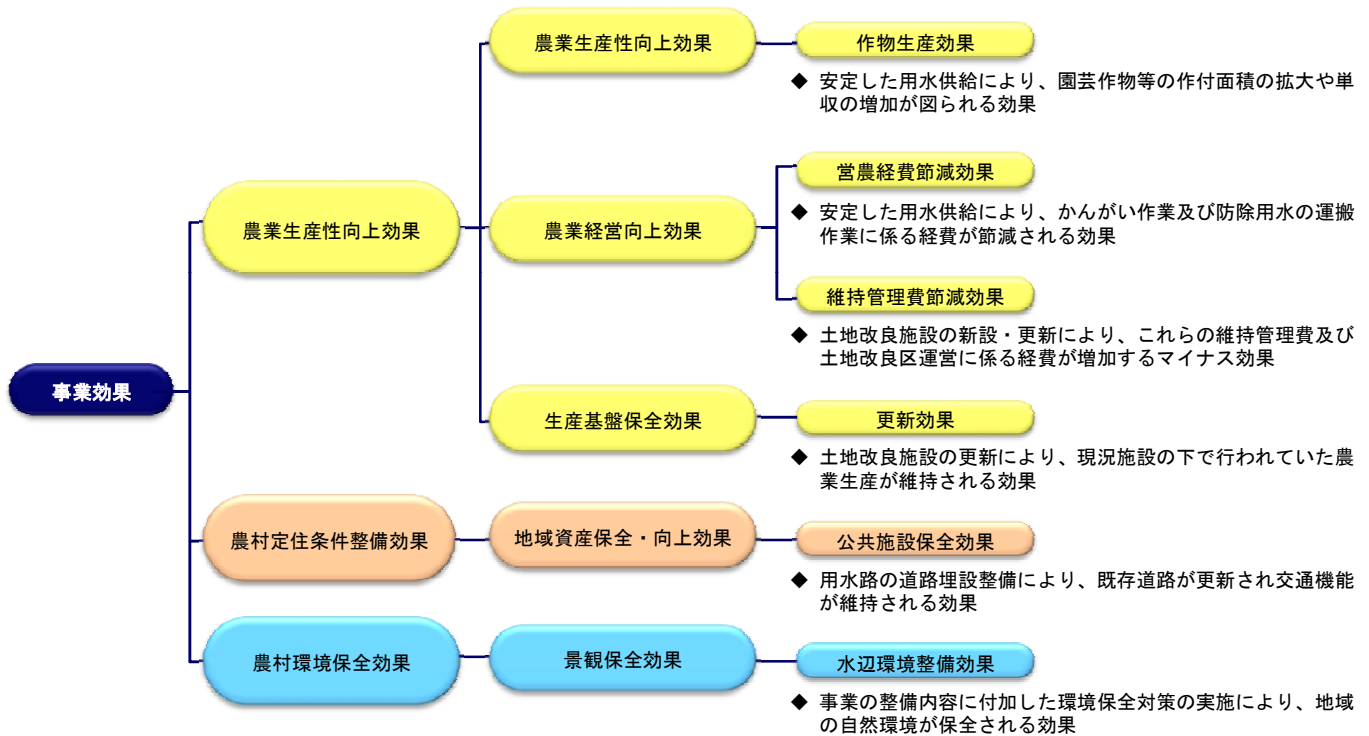 事業効果
農業生産性向上効果
農業生産性向上効果
作物生産効果
◆ 安定した用水供給により、園芸作物等の作付面積の拡大や単
収の増加が図られる効果
農業経営向上効果
営農経費節減効果
◆ 安定した用水供給により、かんがい作業及び防除用水の運搬
作業に係る経費が節減される効果
維持管理費節減効果
◆ 土地改良施設の新設・更新により、これらの維持管理費及び
土地改良区運営に係る経費が増加するマイナス効果
生産基盤保全効果
更新効果
◆ 土地改良施設の更新により、現況施設の下で行われていた農
業生産が維持される効果
農村定住条件整備効果
地域資産保全・向上効果
公共施設保全効果
◆ 用水路の道路埋設整備により、既存道路が更新され交通機能
が維持される効果
農村環境保全効果
景観保全効果
水辺環境整備効果
◆ 事業の整備内容に付加した環境保全対策の実施により、地域
の自然環境が保全される効果